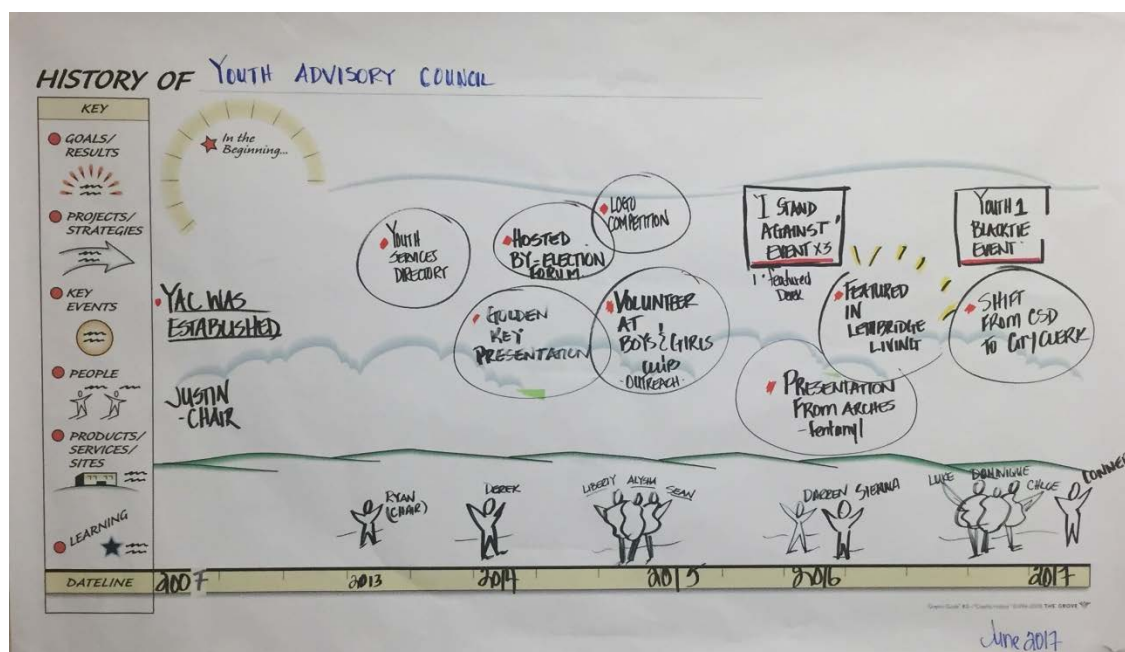 HISTORY OF YOUTH ADVISORY COUNCIL
KEY
GOALS/
RESULTS
PROJECTS/
STRATEGIES
KEY
EVENTS
PEOPLE
PRODUCTS/
SERVICES/
SITES
LEARNING
In the
Beginning...
YAC WAS
ESTABLISHED
JUSTIN
-CHAIR
YOUTH
SERVICES
DIRECTORY
HOSTED
BY-ELECTION
FORUM
LOGO
COMPETITION
GOLDEN
KEY
PRESENTATION
VOLUNTEER
AT
BOYS & GIRLS
CLUB
OUTREACH-
I STAND
AGAINST
EVENT X3
featured
Derek
FEATURED
IN
LETHBRIDGE
LIVING
PRESENTATION
FROM ARCHES
-fentanyl
YOUTH 1
BLACKTIE
EVENT
SHIFT
FROM CSD
TO CITY CLERK
RYAN
(CHAIR)
DEREK
LIBERTY ALYSHA
SEAN
DARREN SIERRA
LUKE DOMINIQUE
CHLOE
CONNER
DATELINE 2007 2013 2014 2015 2016 2017
THE GROVE
June 2017